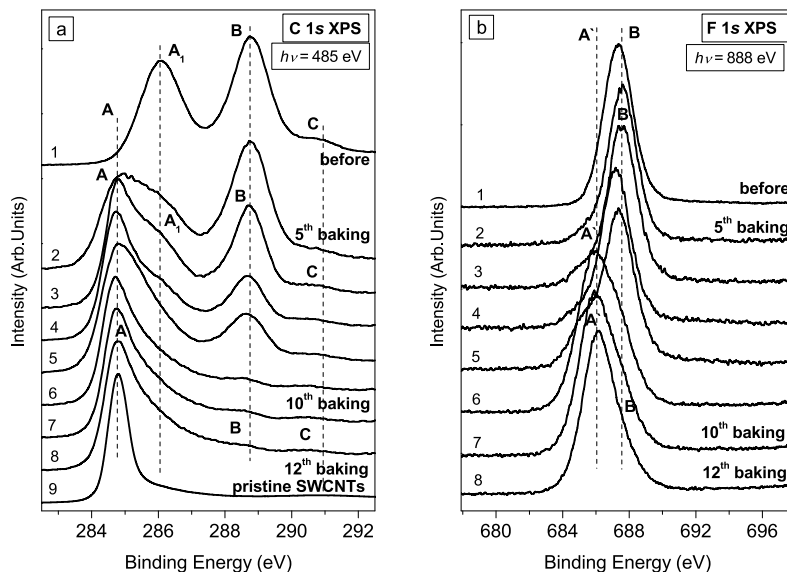 a
C 1s XPS
hν = 485 eV
A
A₁
B
C
1
before
A
A₁
B
5th baking
C
2
3
4
5
6
10th baking
A
7
B
C
8
12th baking
9
pristine SWCNTs
284
286
288
290
292
Binding Energy (eV)
Intensity (Arb.Units)
b
F 1s XPS
hν = 888 eV
A`
B
B
1
before
2
5th baking
A`
3
4
5
A`
6
B
10th baking
7
12th baking
8
680
684
688
692
696
Binding Energy (eV)
Intensity (Arb.Units)